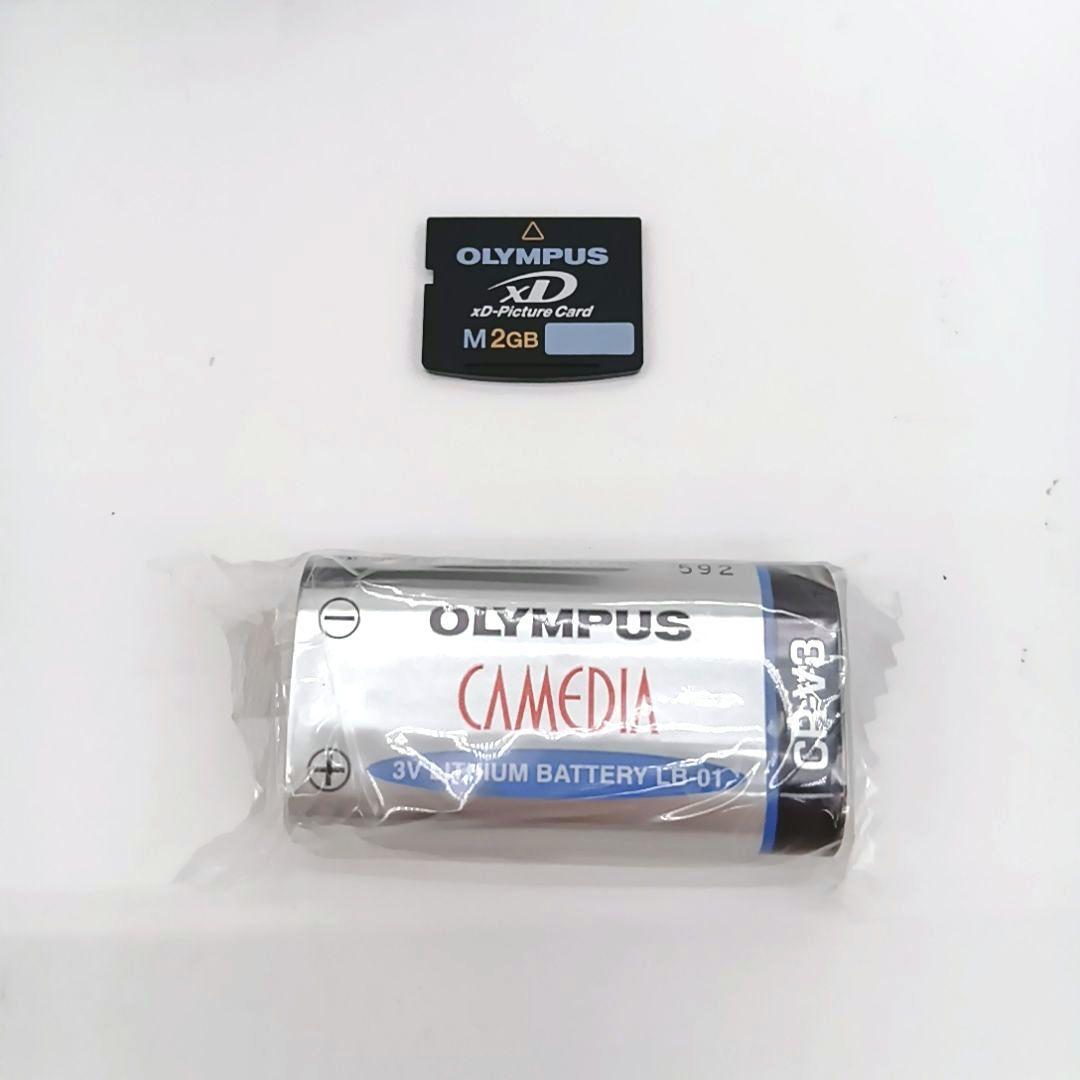 OLYMPUS
xD
xD-Picture Card
M 2GB
592
OLYMPUS
CAMEDIA
3V LITHIUM BATTERY LB-01
CR-V3